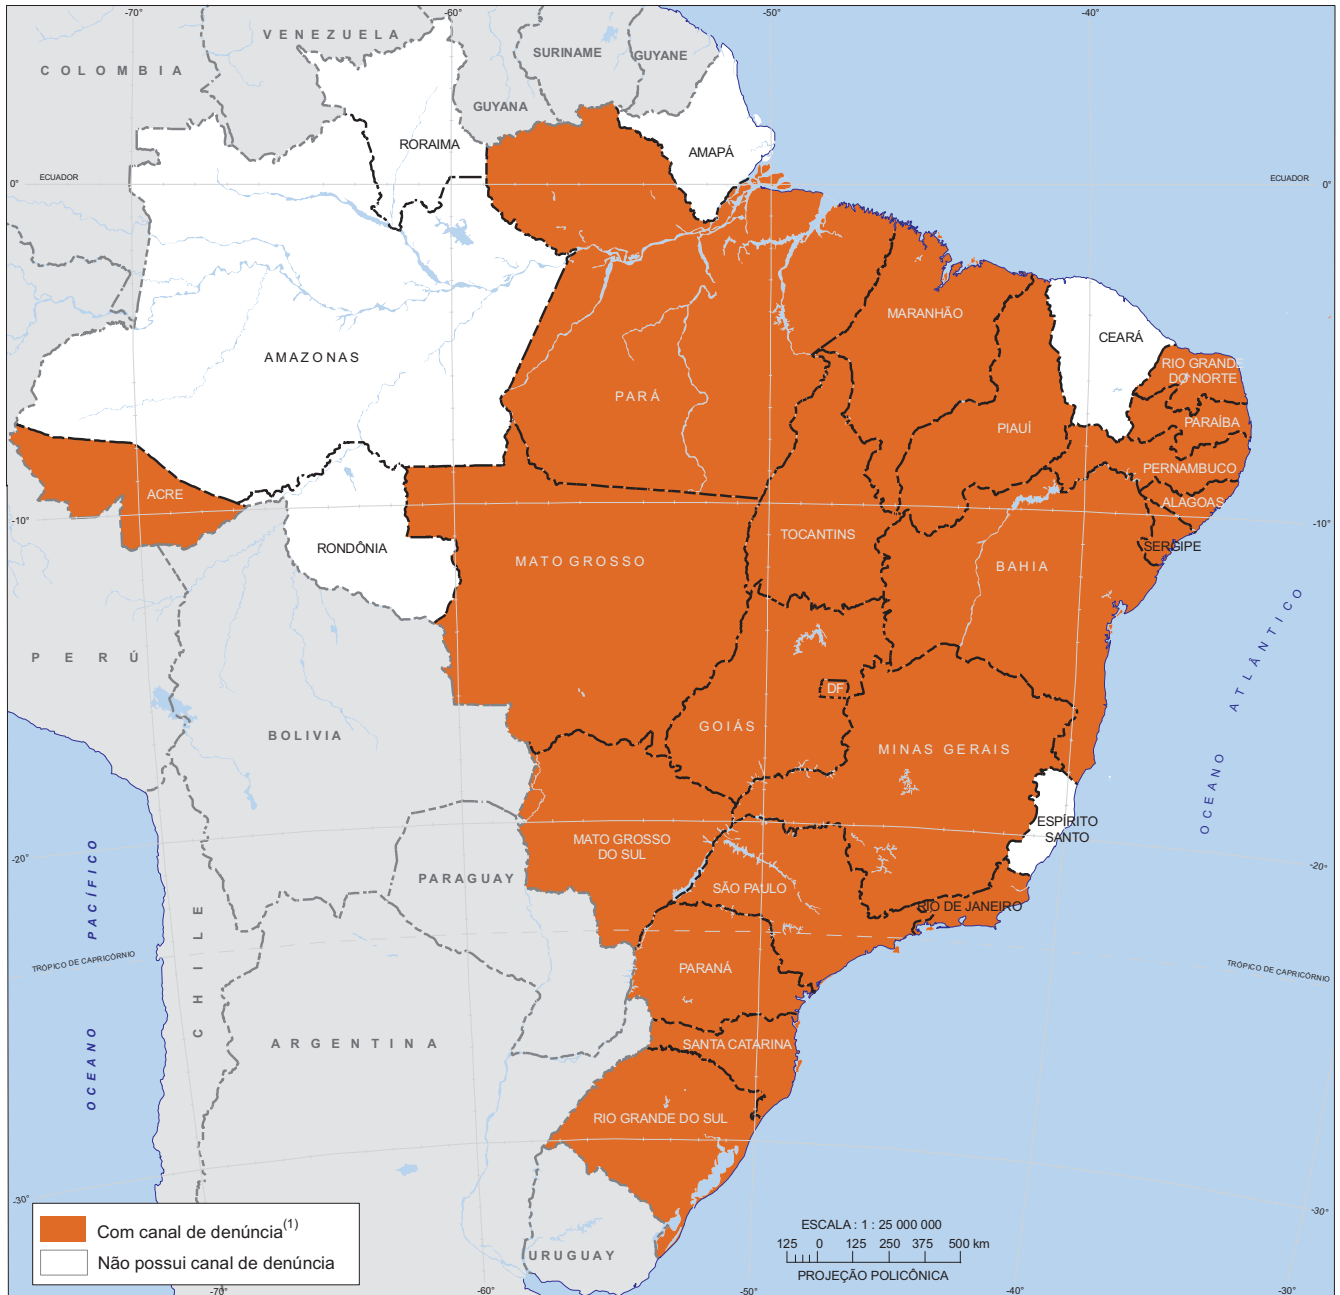 -70°
-60°
-50°
-40°
VENEZUELA
COLOMBIA
SURINAME
GUYANE
GUYANA
RORAIMA
AMAPÁ
0°
ECUADOR
ECUADOR
0°
MARANHÃO
CEARÁ
AMAZONAS
RIO GRANDE
DO NORTE
PARÁ
PIAUÍ
PARAÍBA
PERNAMBUCO
ACRE
ALAGOAS
-10°
-10°
TOCANTINS
RONDÔNIA
MATO GROSSO
BAHIA
SERGIPE
PERÚ
OCEANO ATLÂNTICO
DF
GOIÁS
BOLIVIA
MINAS GERAIS
ESPÍRITO
SANTO
MATO GROSSO
DO SUL
-20°
-20°
PARAGUAY
SÃO PAULO
RIO DE JANEIRO
OCEANO PACÍFICO
CHILE
TRÓPICO DE CAPRICÓRNIO
TRÓPICO DE CAPRICÓRNIO
PARANÁ
ARGENTINA
SANTA CATARINA
RIO GRANDE DO SUL
-30°
-30°
Com canal de denúncia(1)
Não possui canal de denúncia
URUGUAY
ESCALA : 1 : 25 000 000
125 0 125 250 375 500 km
PROJEÇÃO POLICÔNICA
-70°
-60°
-50°
-40°
-30°